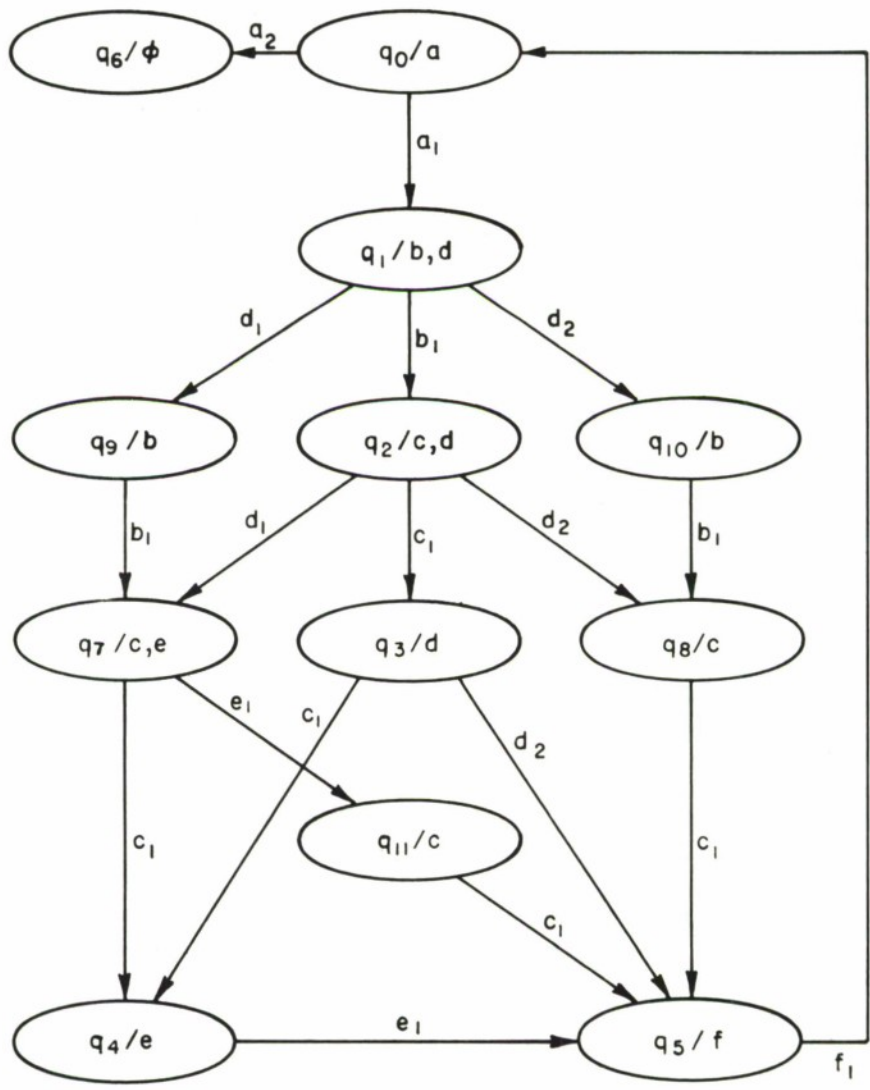 q₆/ϕ a₂ q₀/a
a₁
q₁/b,d
d₁ b₁ d₂
q₉/b q₂/c,d q₁₀/b
b₁ d₁ c₁ d₂ b₁
q₇/c,e q₃/d q₈/c
e₁ c₁ d₂
c₁ q₁₁/c c₁
c₁
q₄/e e₁ q₅/f f₁